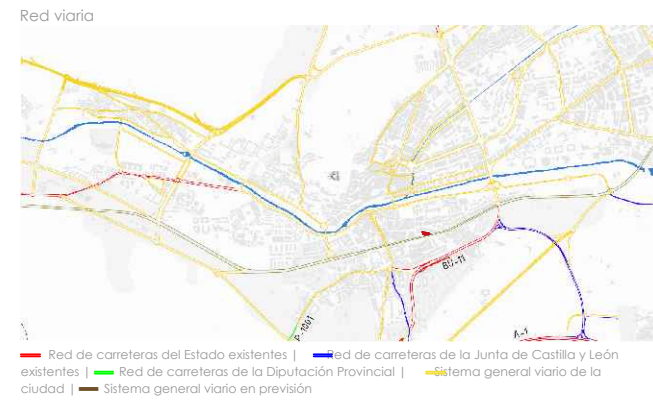 Red viaria
BU-11
P-1001
A-1
Red de carreteras del Estado existentes | Red de carreteras de la Junta de Castilla y León
existentes | Red de carreteras de la Diputación Provincial | Sistema general viario de la
ciudad | Sistema general viario en previsión